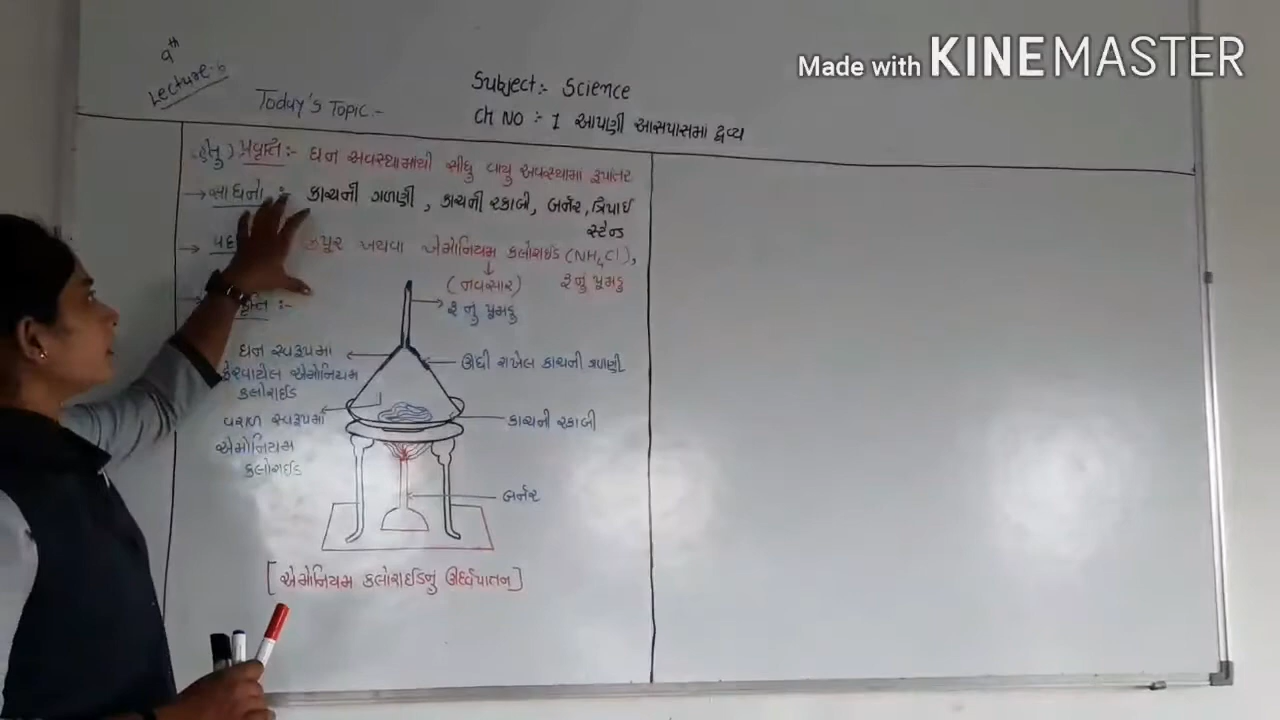 Made with KINEMASTER
9th
Lecture:-6
Subject:- Science
Today's Topic:-
CH NO :- 1 આપણી આસપાસમાં દ્રવ્ય
(હેતુ) પ્રવૃત્તિ:- ઘન અવસ્થામાંથી સીધુ વાયુ અવસ્થામાં રૂપાંતર
→ સાધનો :- કાચની ગળણી, કાચની રકાબી, બર્નર, ત્રિપાઈ
સ્ટેન્ડ
→ કપૂર અથવા એમોનિયમ ક્લોરાઈડ (NH4Cl),
(નવસાર) રૂનું પૂમડુ
રૂ નું પૂમડુ
ઘન સ્વરૂપમાં
ફેરવાયેલ એમોનિયમ
ક્લોરાઈડ
ઊંધી રાખેલ કાચની ગળણી
વરાળ સ્વરૂપમાં
એમોનિયમ
ક્લોરાઈડ
કાચની રકાબી
બર્નર
[એમોનિયમ ક્લોરાઈડનું ઊર્ધ્વપાતન]